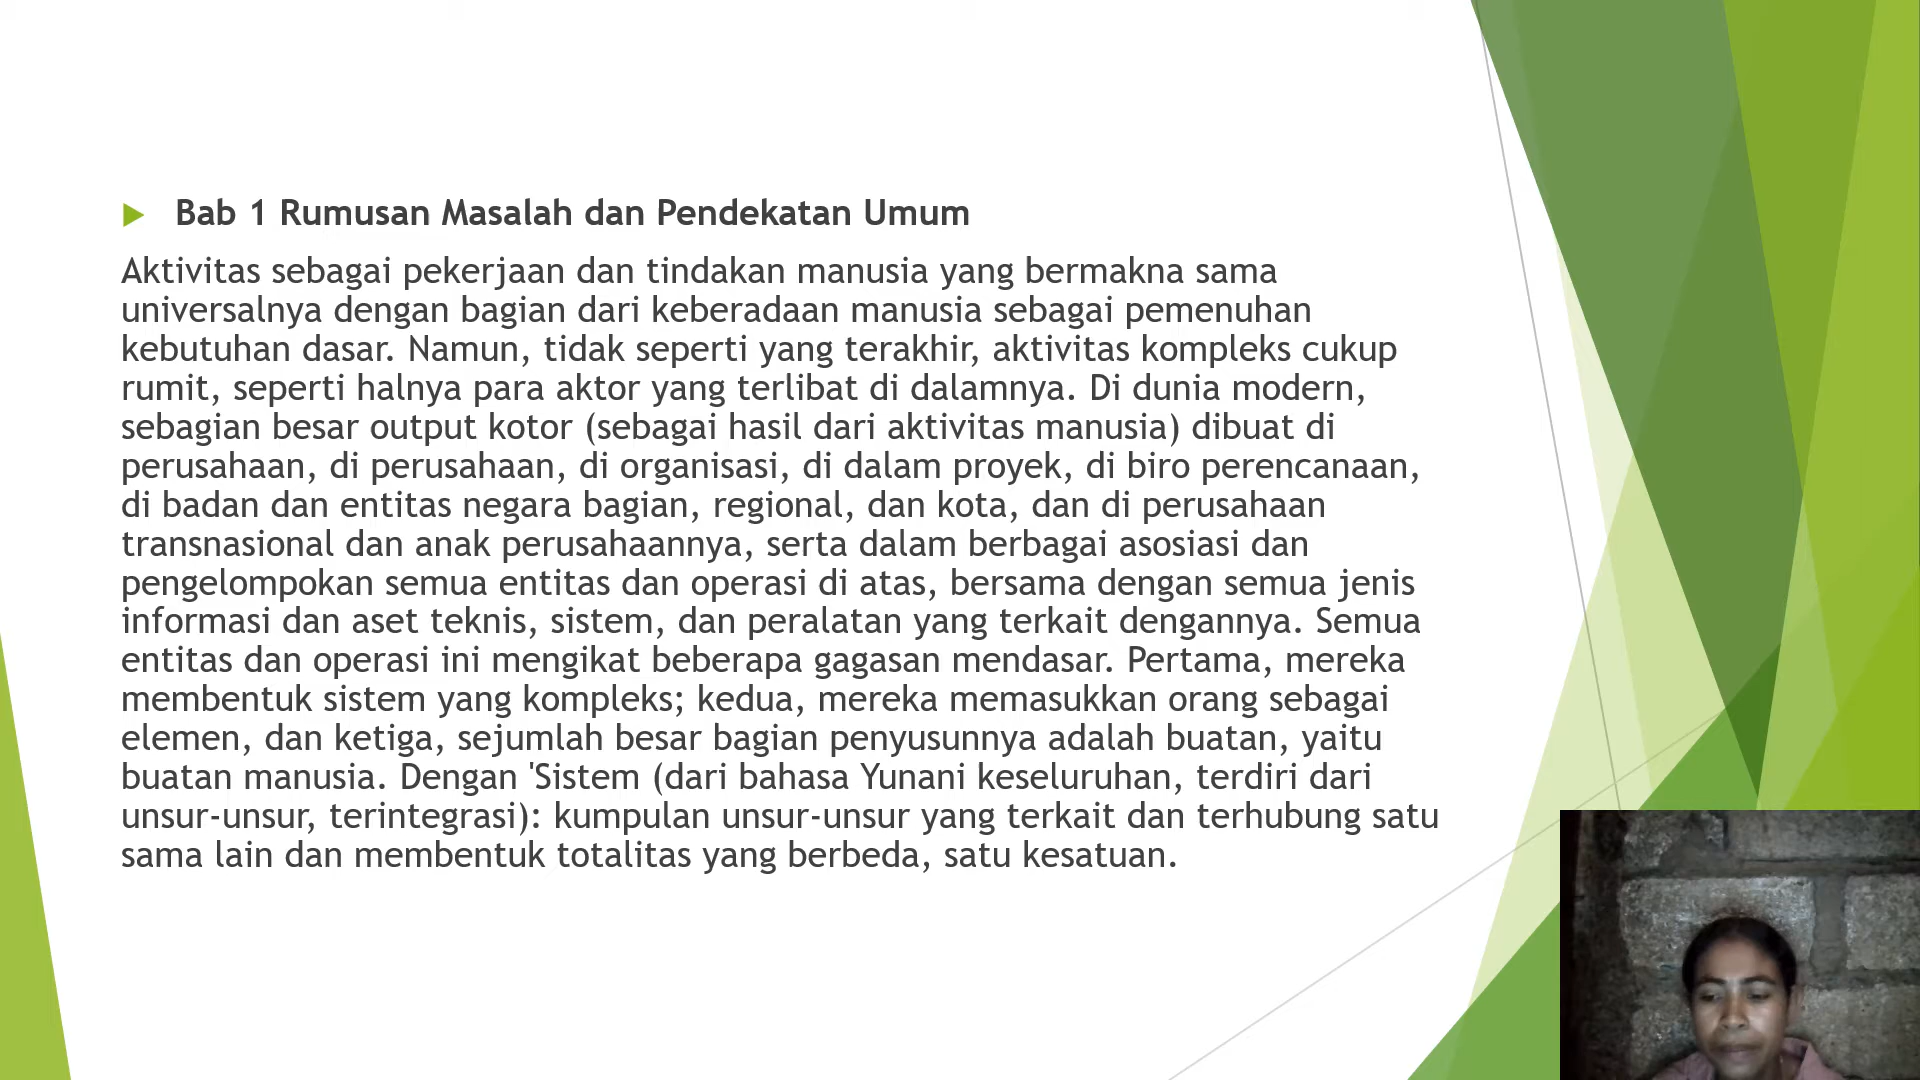 Bab 1 Rumusan Masalah dan Pendekatan Umum
Aktivitas sebagai pekerjaan dan tindakan manusia yang bermakna sama
universalnya dengan bagian dari keberadaan manusia sebagai pemenuhan
kebutuhan dasar. Namun, tidak seperti yang terakhir, aktivitas kompleks cukup
rumit, seperti halnya para aktor yang terlibat di dalamnya. Di dunia modern,
sebagian besar output kotor (sebagai hasil dari aktivitas manusia) dibuat di
perusahaan, di perusahaan, di organisasi, di dalam proyek, di biro perencanaan,
di badan dan entitas negara bagian, regional, dan kota, dan di perusahaan
transnasional dan anak perusahaannya, serta dalam berbagai asosiasi dan
pengelompokan semua entitas dan operasi di atas, bersama dengan semua jenis
informasi dan aset teknis, sistem, dan peralatan yang terkait dengannya. Semua
entitas dan operasi ini mengikat beberapa gagasan mendasar. Pertama, mereka
membentuk sistem yang kompleks; kedua, mereka memasukkan orang sebagai
elemen, dan ketiga, sejumlah besar bagian penyusunnya adalah buatan, yaitu
buatan manusia. Dengan 'Sistem (dari bahasa Yunani keseluruhan, terdiri dari
unsur-unsur, terintegrasi): kumpulan unsur-unsur yang terkait dan terhubung satu
sama lain dan membentuk totalitas yang berbeda, satu kesatuan.